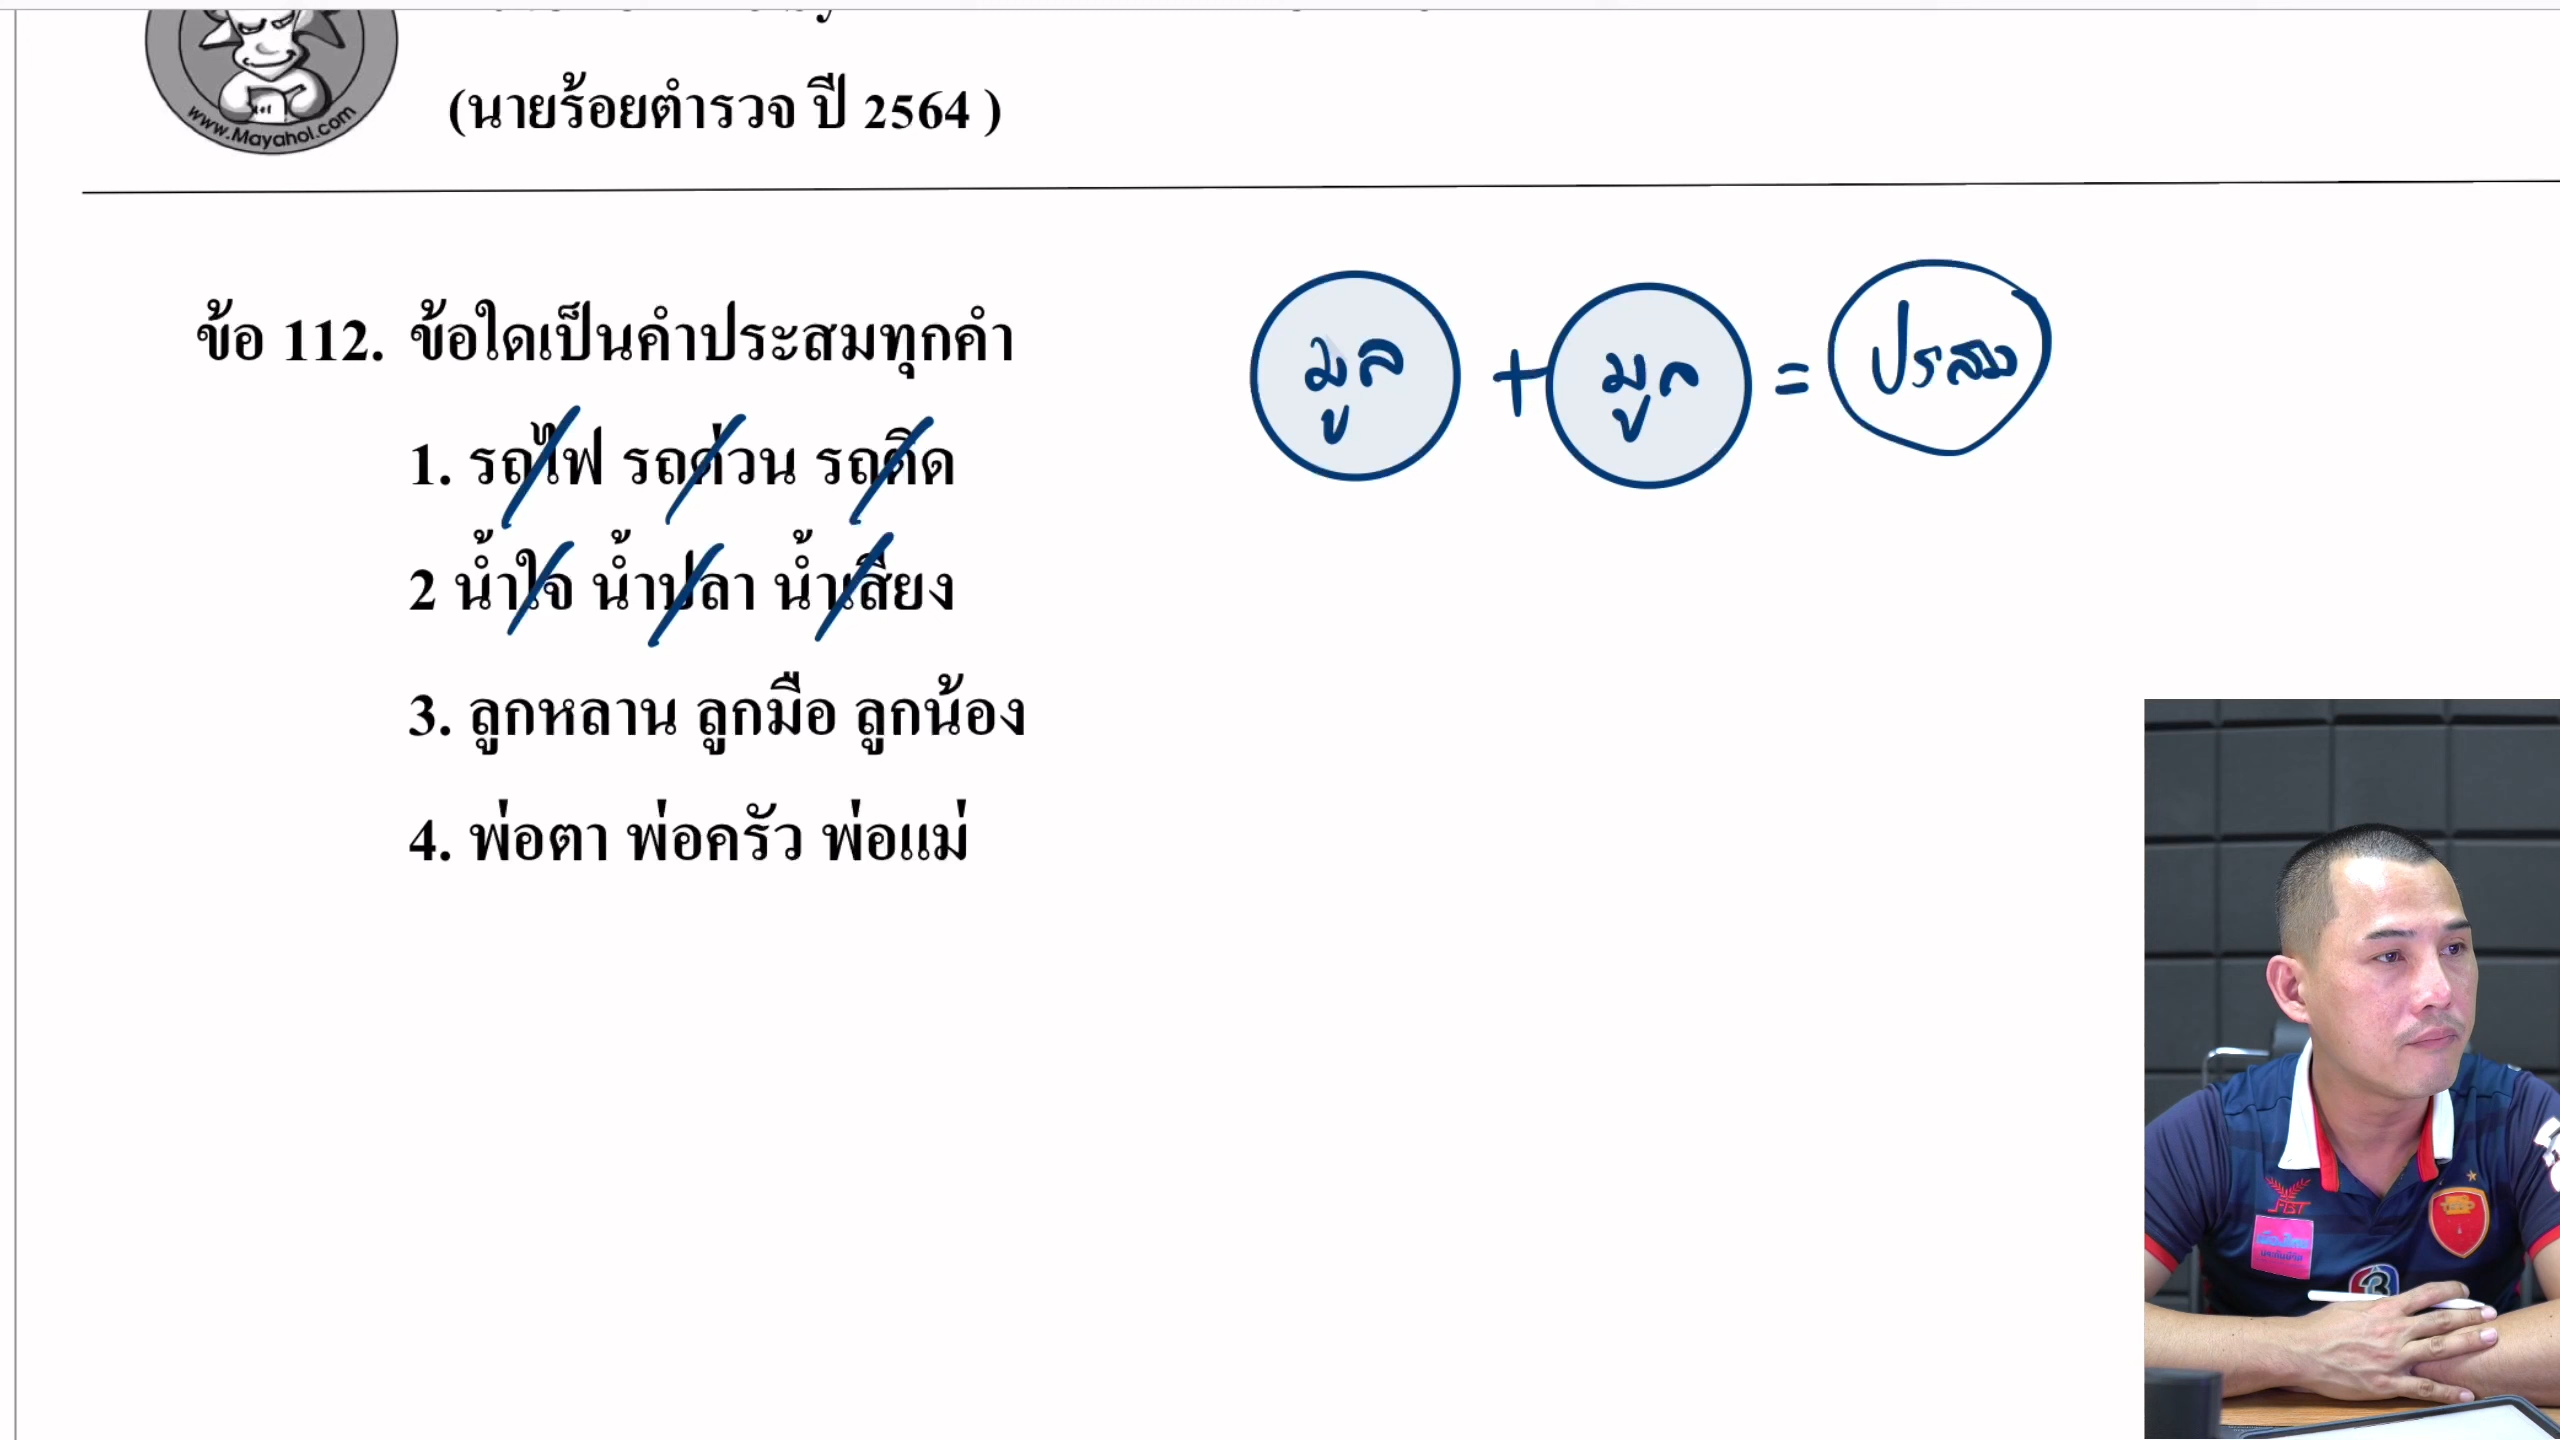 www.Mayahol.com
(นายร้อยตำรวจ ปี 2564 )
ข้อ 112. ข้อใดเป็นคำประสมทุกคำ
มูล + มูล = ประสม
1. รถไฟ รถด่วน รถติด
2 น้ำใจ น้ำปลา น้ำเสียง
3. ลูกหลาน ลูกมือ ลูกน้อง
4. พ่อตา พ่อครัว พ่อแม่
FBT
3